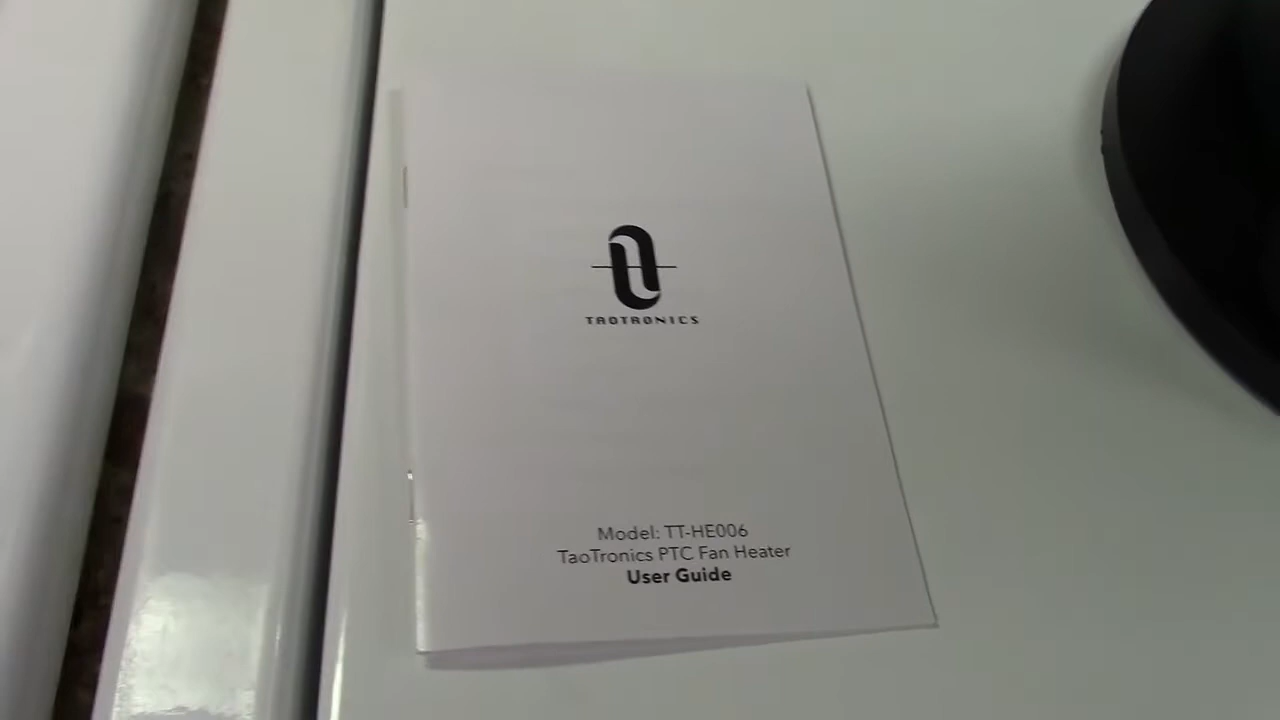 TAOTRONICS
Model: TT-HE006
TaoTronics PTC Fan Heater
User Guide